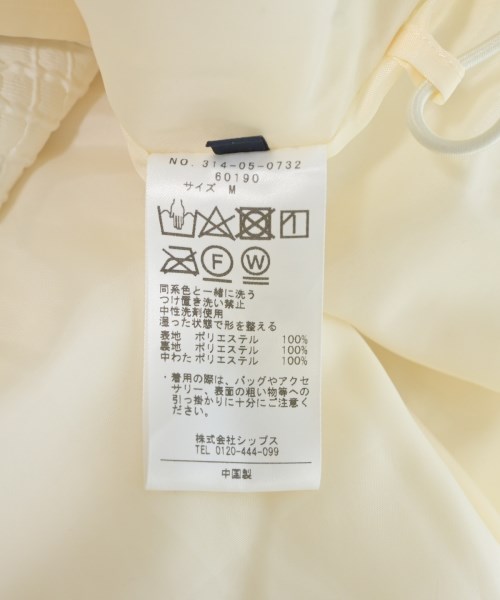 NO. 314-05-0732
60190
サイズ M
F W
同系色と一緒に洗う
つけ置き洗い禁止
中性洗剤使用
湿った状態で形を整える
表地 ポリエステル 100%
裏地 ポリエステル 100%
中わた ポリエステル 100%
・着用の際は、バッグやアクセ
サリー、表面の粗い物等への
引っ掛かりに十分にご注意く
ださい。
株式会社シップス
TEL 0120-444-099
中国製